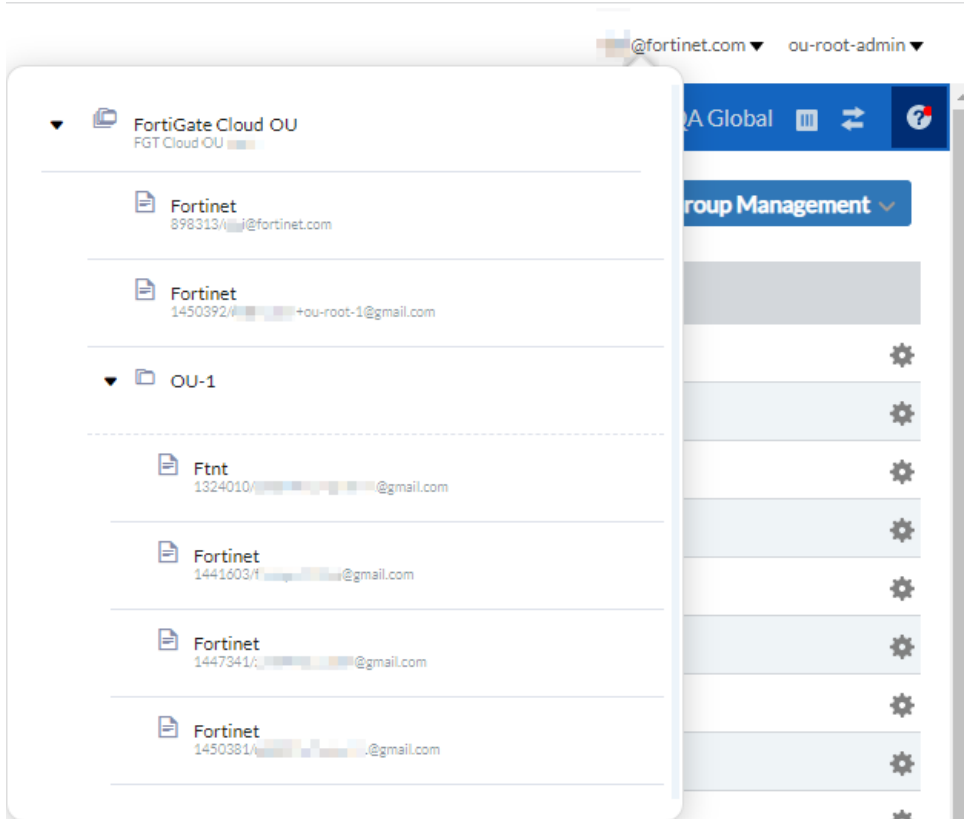 @fortinet.com ou-root-admin
FortiGate Cloud OU
FGT Cloud OU
QA Global
Fortinet
898313/ @fortinet.com
roup Management
Fortinet
1450392/ +ou-root-1@gmail.com
OU-1
Ftnt
1324010/ @gmail.com
Fortinet
1441603/f @gmail.com
Fortinet
1447341/ @gmail.com
Fortinet
1450381/ @gmail.com